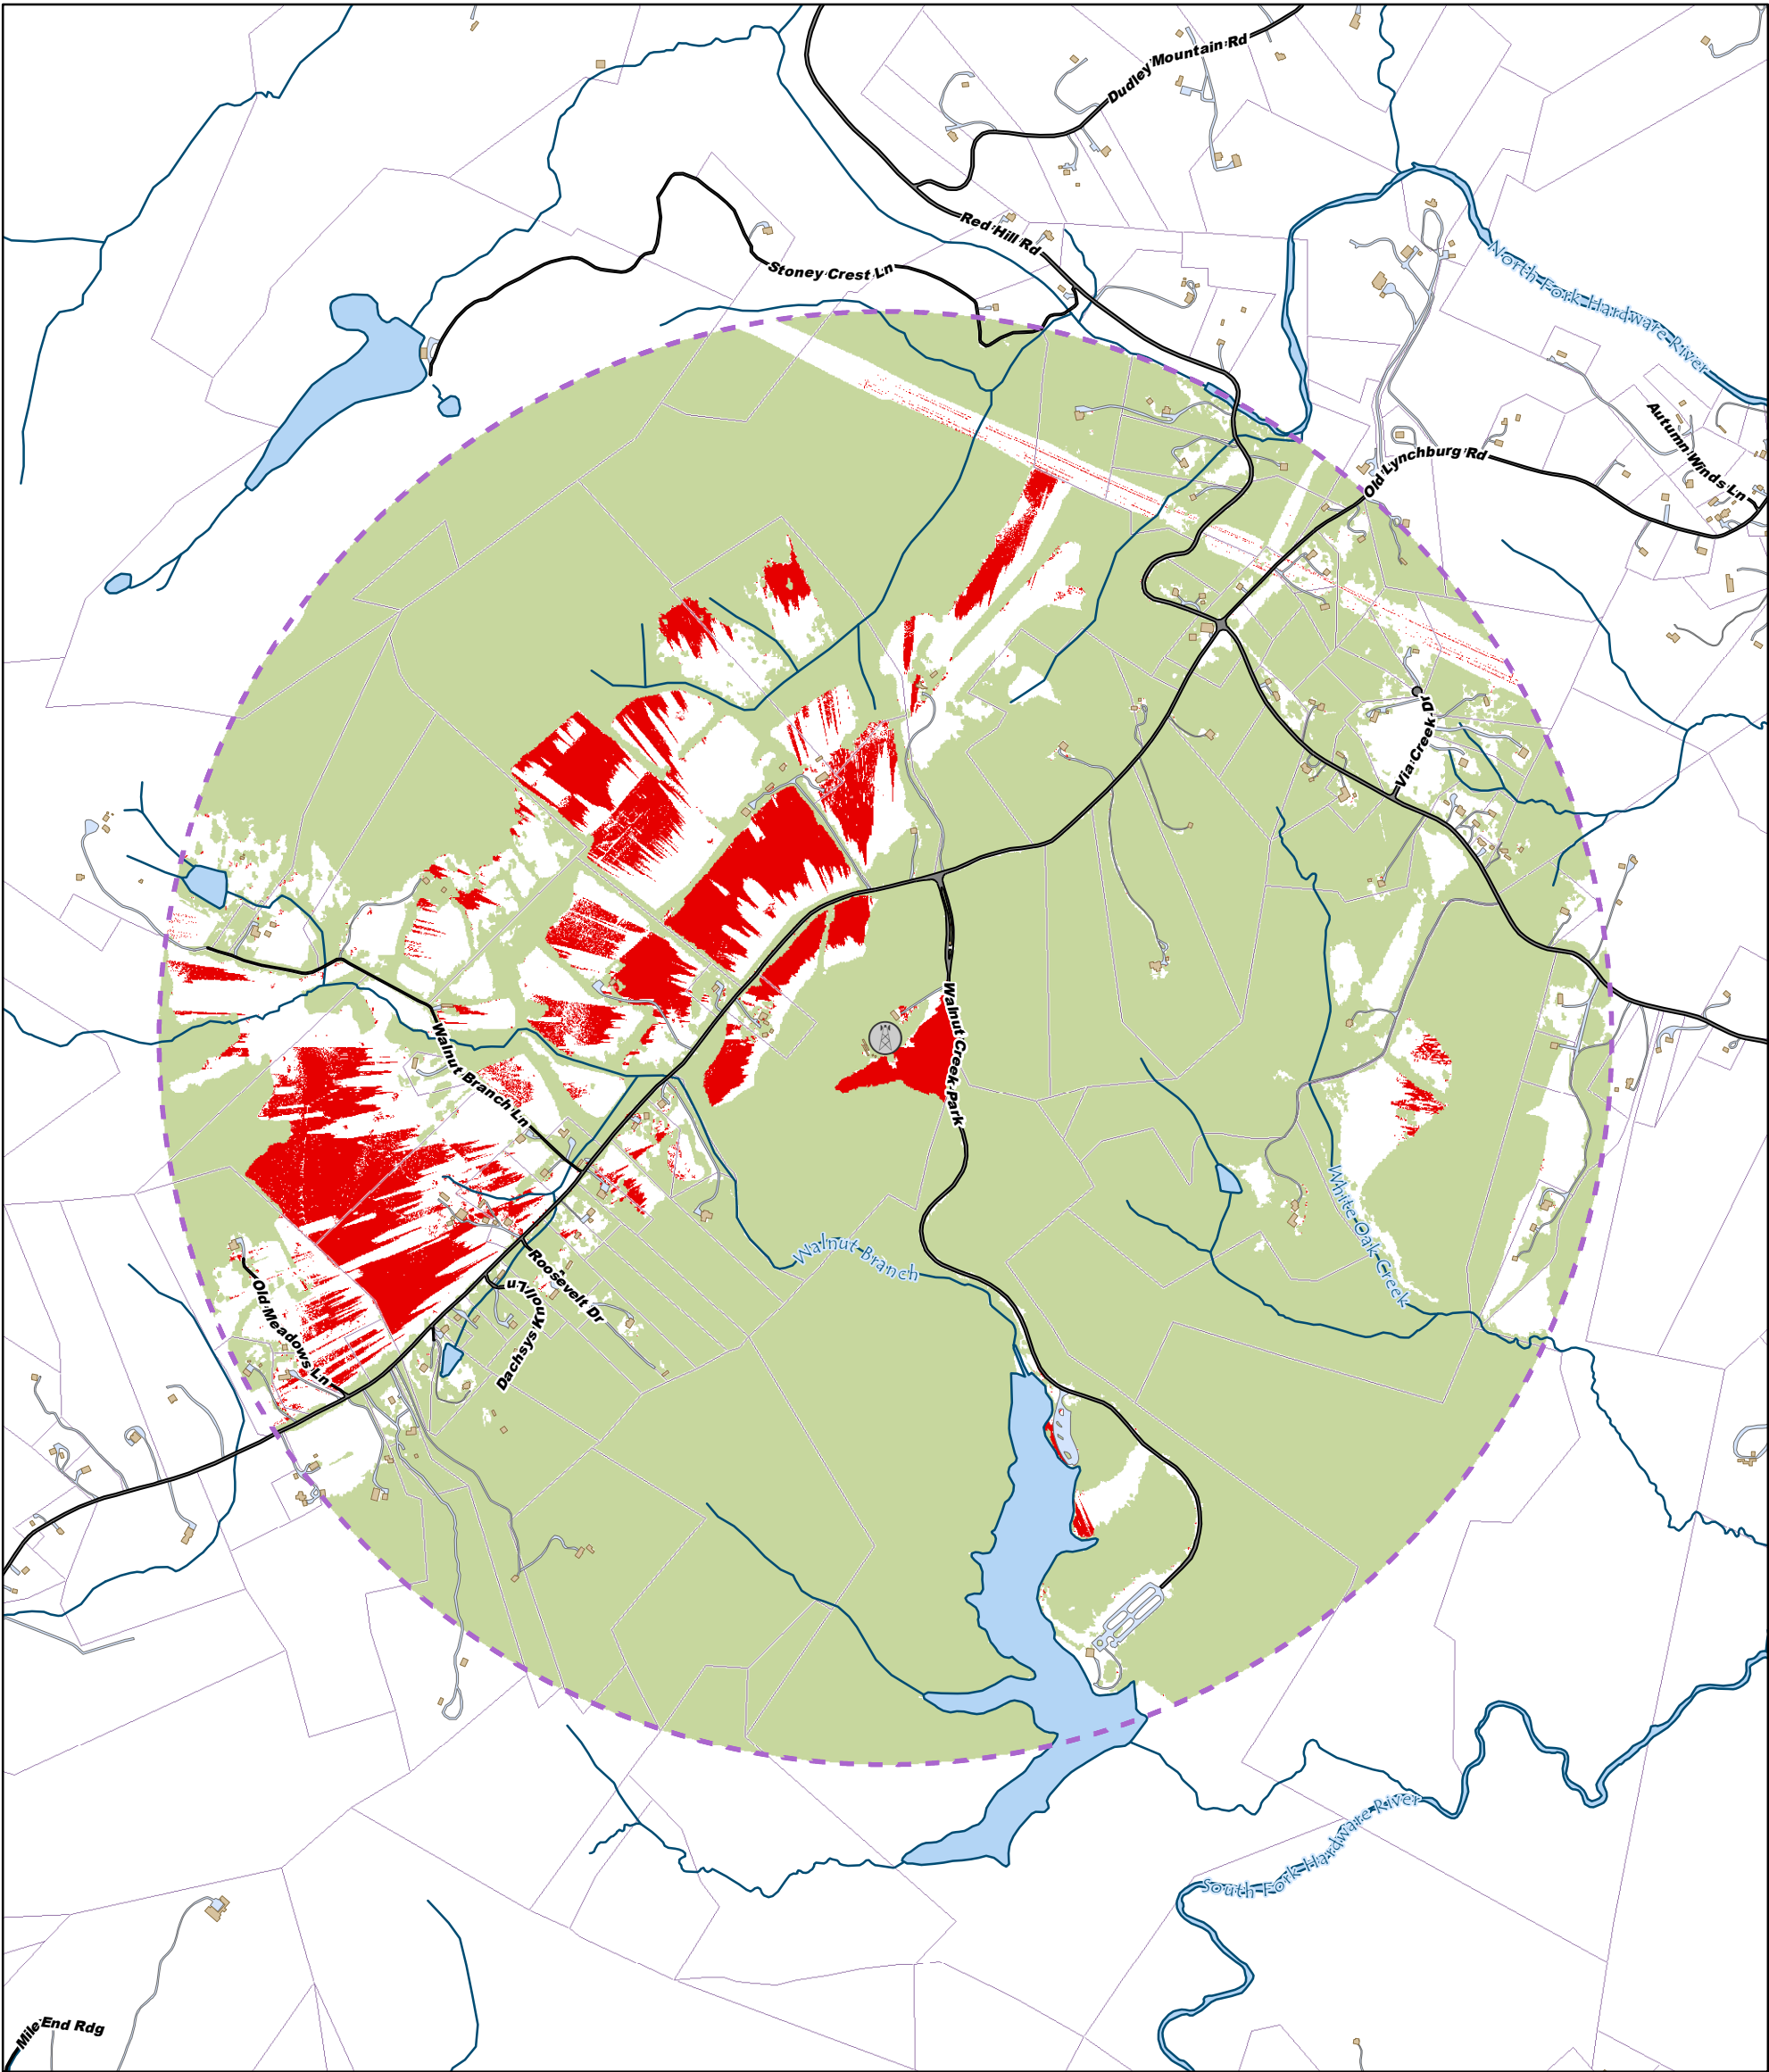 Dudley Mountain Rd
Red Hill Rd
Stoney Crest Ln
North Fork Hardware River
Autumn Winds Ln
Old Lynchburg Rd
Via Creek Dr
Walnut Creek Park
Walnut Branch Ln
White Oak Creek
Walnut Branch
Roosevelt Dr
Old Meadows Ln
Dachsys Knoll Ln
South Fork Hardware River
Mile End Rdg